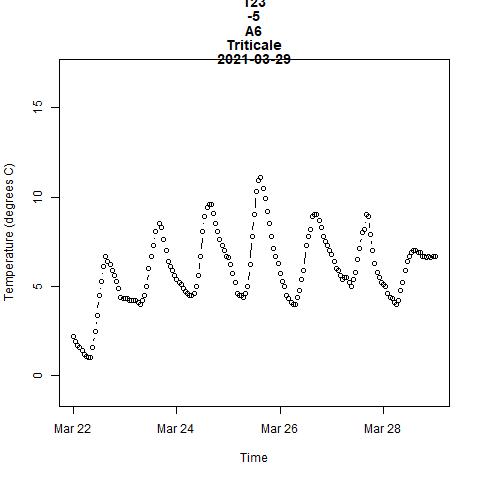 123
-5
A6
Triticale
2021-03-29
Temperature (degrees C)
15
10
5
0
Mar 22 Mar 24 Mar 26 Mar 28
Time